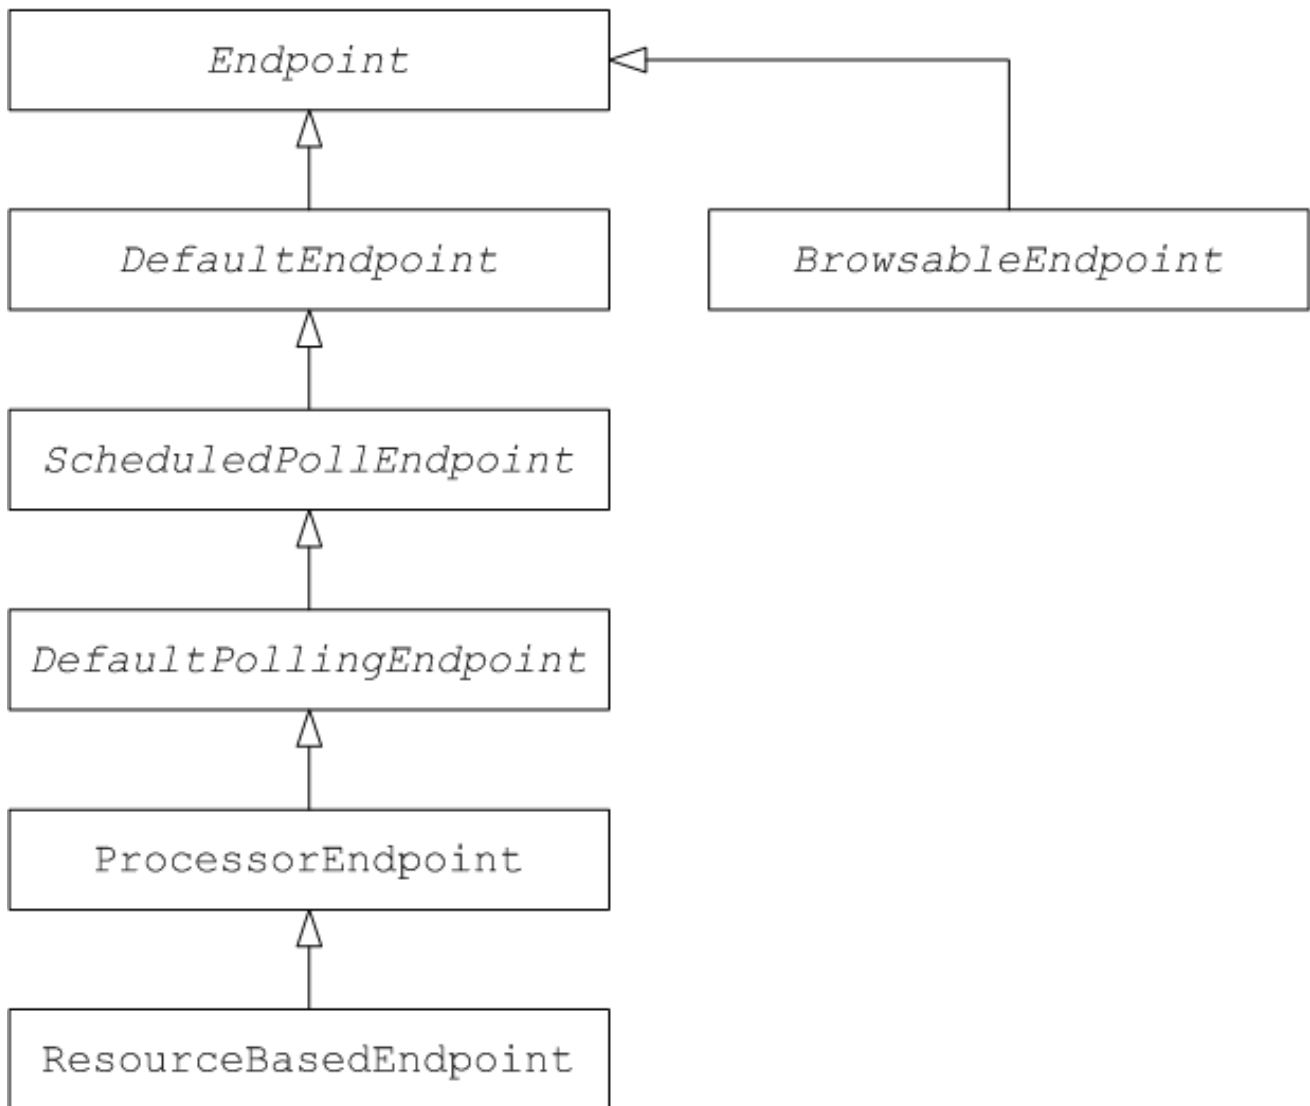 Endpoint
DefaultEndpoint
BrowsableEndpoint
ScheduledPollEndpoint
DefaultPollingEndpoint
ProcessorEndpoint
ResourceBasedEndpoint